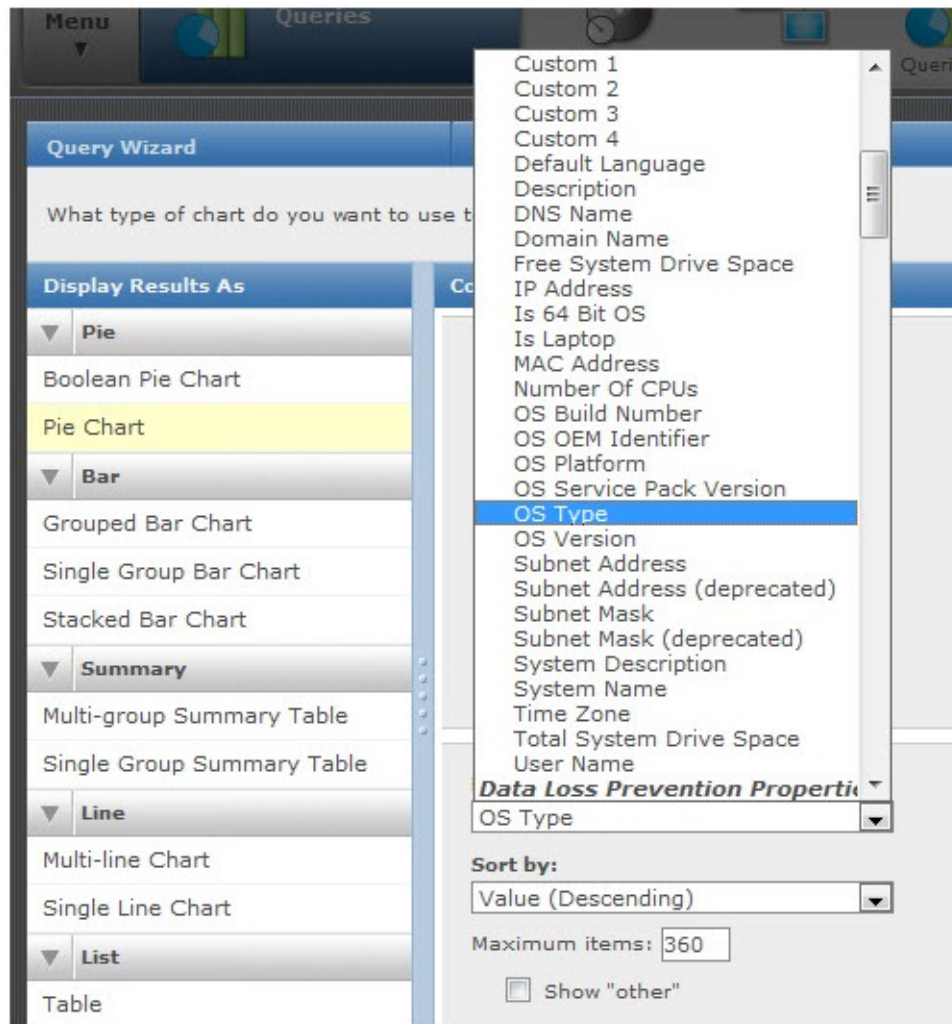 Menu
Queries
Queri
Query Wizard
What type of chart do you want to use t
Display Results As
Co
Pie
Boolean Pie Chart
Pie Chart
Bar
Grouped Bar Chart
Single Group Bar Chart
Stacked Bar Chart
Summary
Multi-group Summary Table
Single Group Summary Table
Line
Multi-line Chart
Single Line Chart
List
Table
Custom 1
Custom 2
Custom 3
Custom 4
Default Language
Description
DNS Name
Domain Name
Free System Drive Space
IP Address
Is 64 Bit OS
Is Laptop
MAC Address
Number Of CPUs
OS Build Number
OS OEM Identifier
OS Platform
OS Service Pack Version
OS Type
OS Version
Subnet Address
Subnet Address (deprecated)
Subnet Mask
Subnet Mask (deprecated)
System Description
System Name
Time Zone
Total System Drive Space
User Name
Data Loss Prevention Properti
OS Type
Sort by:
Value (Descending)
Maximum items: 360
Show "other"